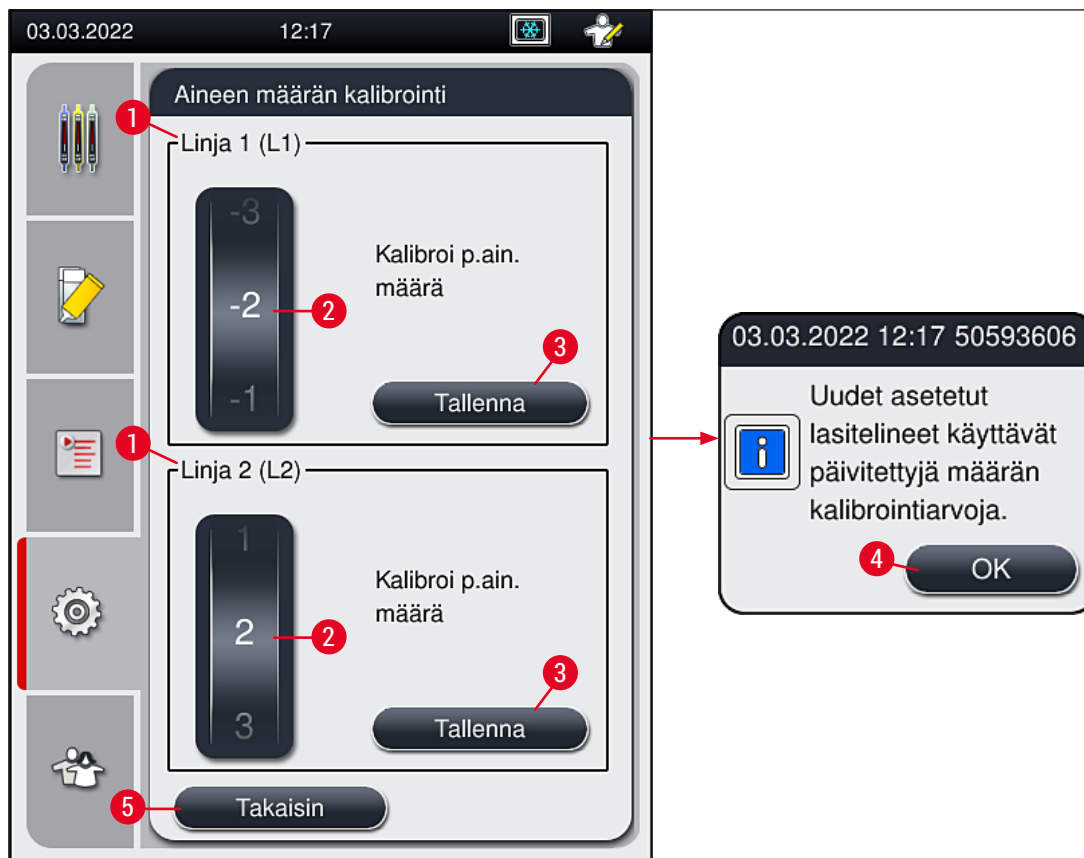 03.03.2022 12:17
Aineen määrän kalibrointi
1
Linja 1 (L1)
-3
-2
-1
2
Kalibroi p.ain.
määrä
3
Tallenna
1
Linja 2 (L2)
1
2
3
2
Kalibroi p.ain.
määrä
3
Tallenna
5
Takaisin
03.03.2022 12:17 50593606
Uudet asetetut
lasitelineet käyttävät
päivitettyjä määrän
kalibrointiarvoja.
4
OK